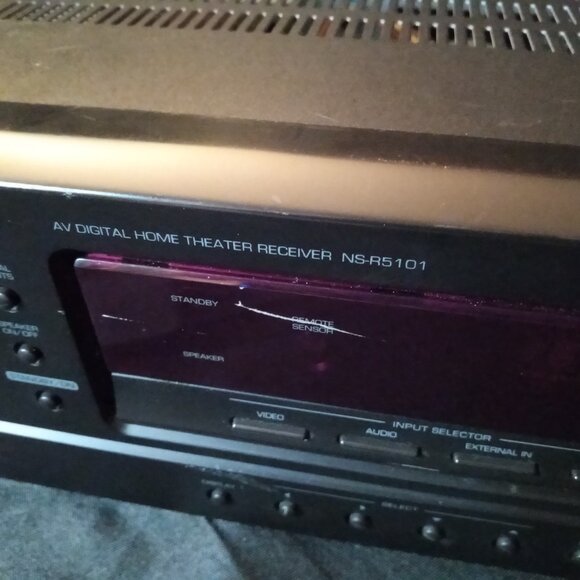 AV DIGITAL HOME THEATER RECEIVER NS-R5101
STANDBY
REMOTE
SENSOR
SPEAKER
SPEAKER
ON/OFF
STANDBY/ON
INPUT SELECTOR
VIDEO
AUDIO
EXTERNAL IN
SELECT